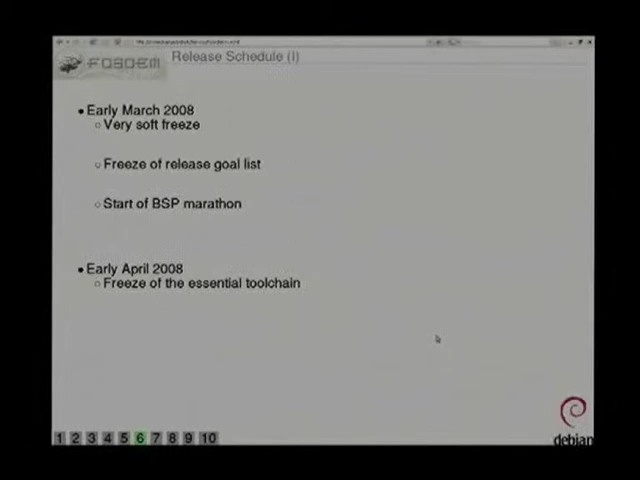 FOSDEM
Release Schedule (I)
Early March 2008
Very soft freeze
Freeze of release goal list
Start of BSP marathon
Early April 2008
Freeze of the essential toolchain
1 2 3 4 5 6 7 8 9 10
debian